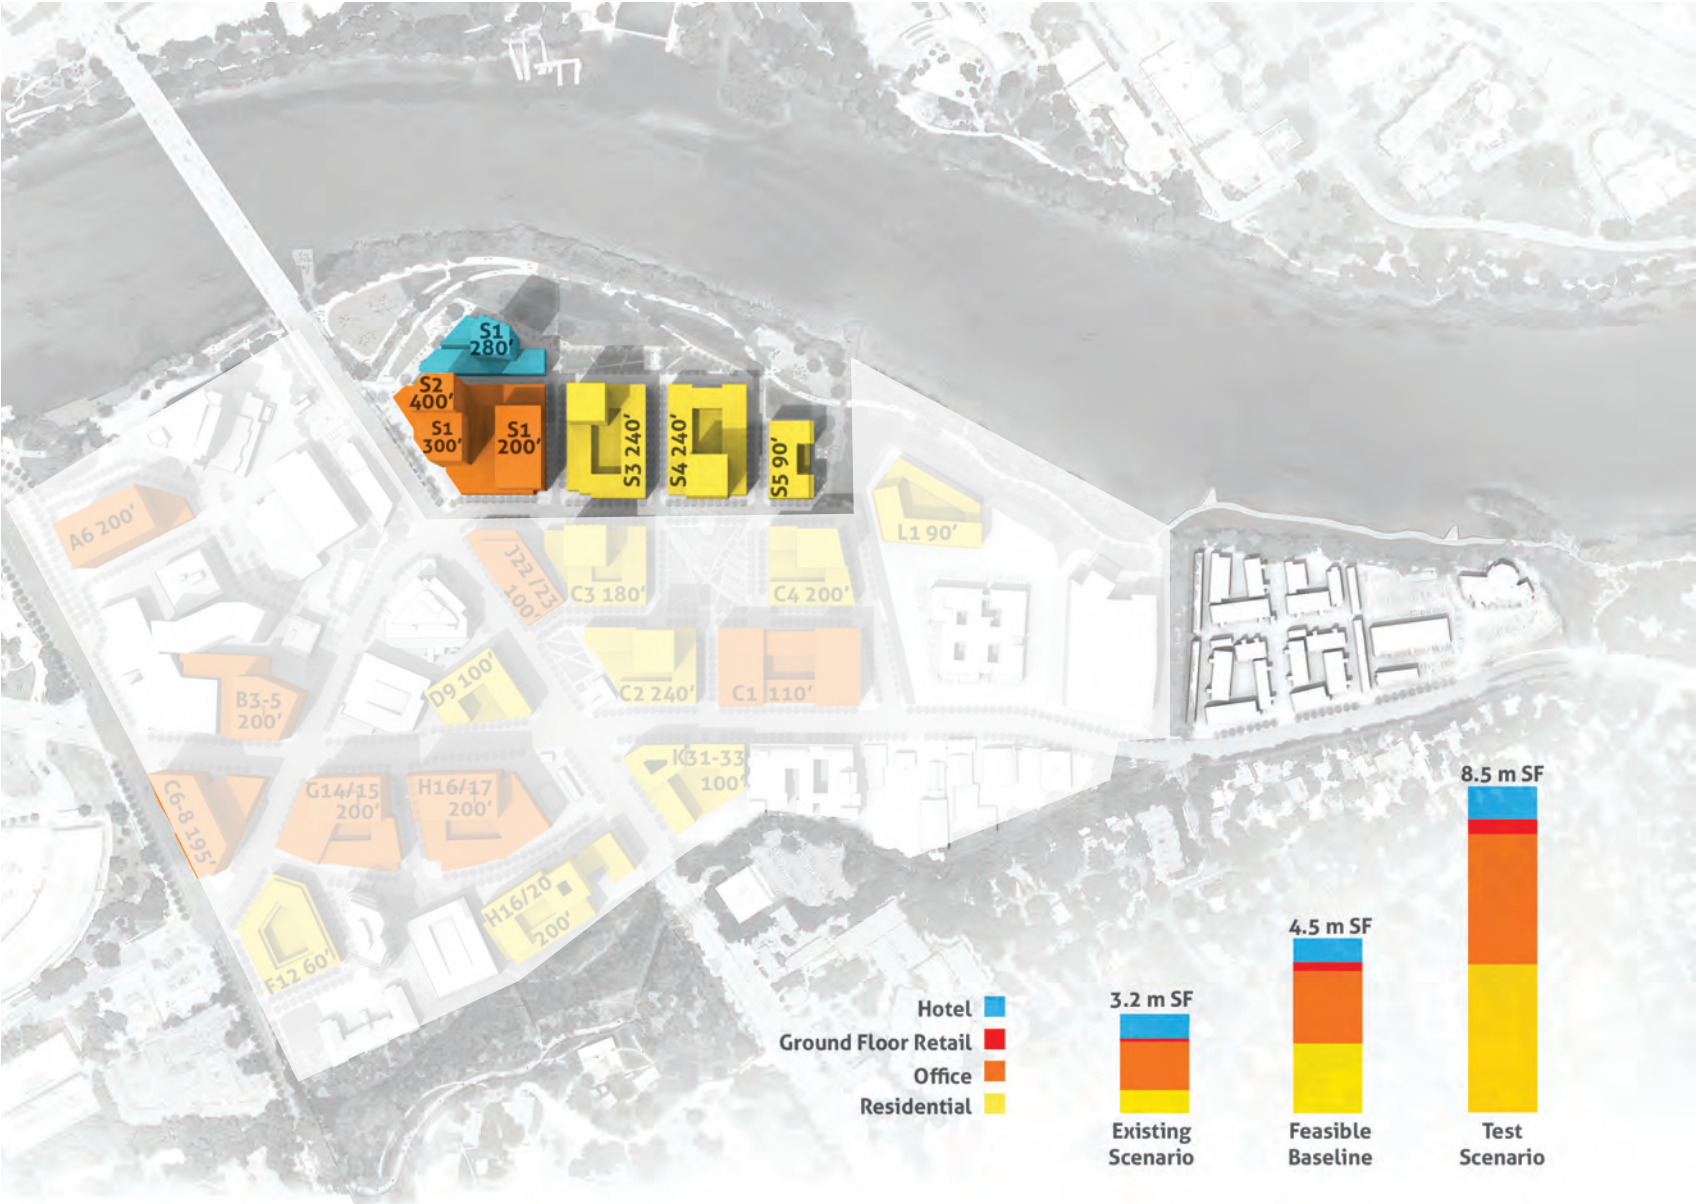 S1
280'
S2
400'
S1
300'
S1
200'
S3 240'
S4 240'
S5 90'
A6 200'
L1 90'
J22 /23
100'
C3 180'
C4 200'
D9 100'
B3-5
200'
C2 240'
C1 110'
K31-33
100'
C6-8 195'
G14/15
200'
H16/17
200'
H16/20
200'
F12 60'
8.5 m SF
4.5 m SF
3.2 m SF
Hotel
Ground Floor Retail
Office
Residential
Existing
Scenario
Feasible
Baseline
Test
Scenario